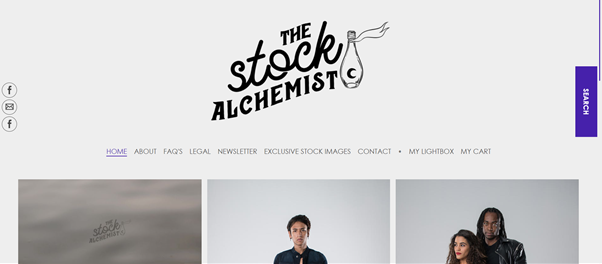 THE
stock
ALCHEMIST
SEARCH
HOME ABOUT FAQ'S LEGAL NEWSLETTER EXCLUSIVE STOCK IMAGES CONTACT • MY LIGHTBOX MY CART
THE
stock
ALCHEMIST